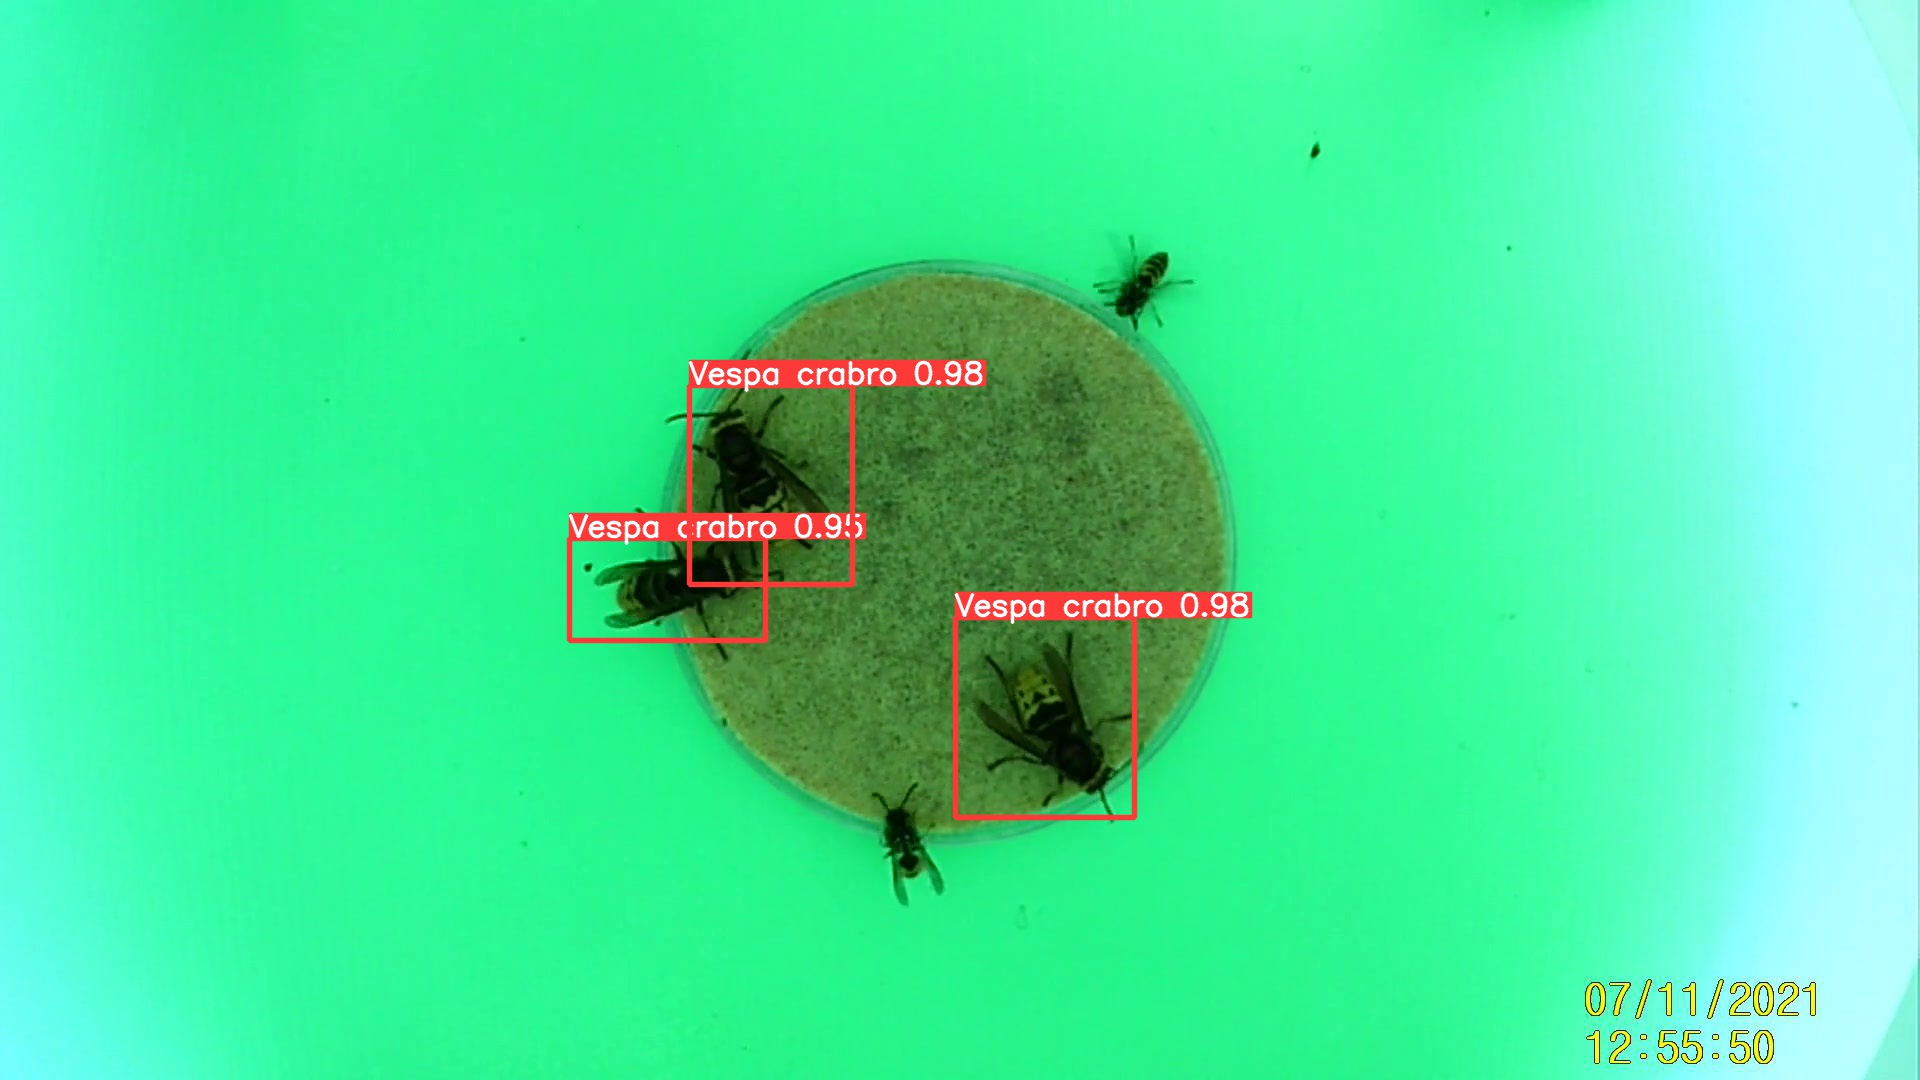 Vespa crabro 0.98
Vespa crabro 0.95
Vespa crabro 0.98
07/11/2021
12:55:50